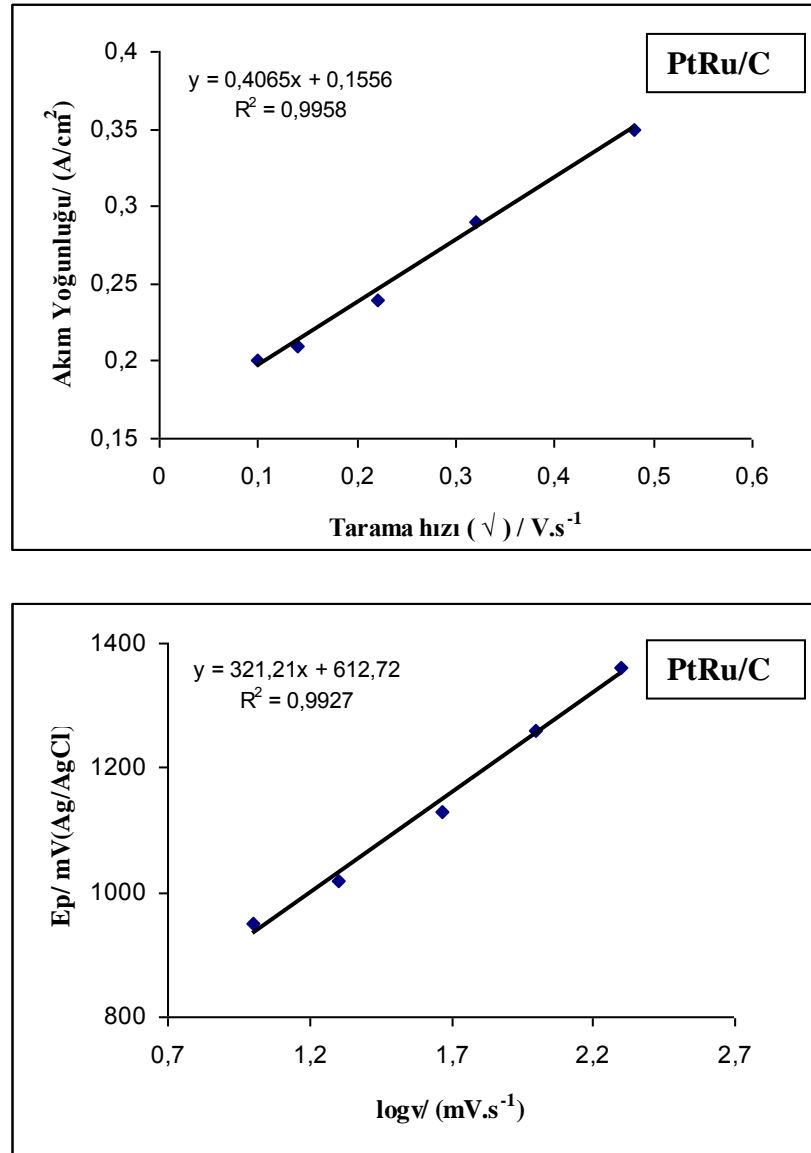 PtRu/C
y = 0,4065x + 0,1556
R² = 0,9958
0,4
0,35
0,3
0,25
0,2
0,15
0 0,1 0,2 0,3 0,4 0,5 0,6
Akım Yoğunluğu/ (A/cm²)
Tarama hızı ( √ ) / V.s⁻¹
PtRu/C
y = 321,21x + 612,72
R² = 0,9927
1400
1200
1000
800
0,7 1,2 1,7 2,2 2,7
Ep/ mV(Ag/AgCl)
logv/ (mV.s⁻¹)